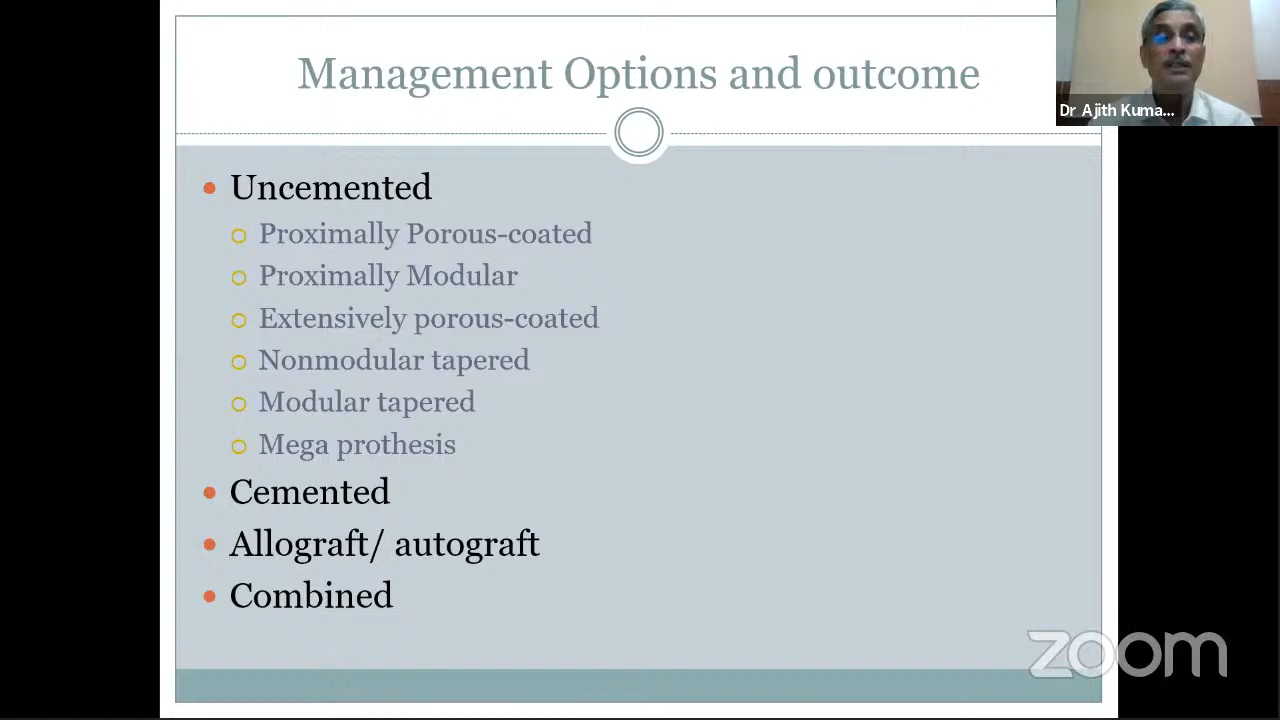 Management Options and outcome
Dr Ajith Kuma...
Uncemented
Proximally Porous-coated
Proximally Modular
Extensively porous-coated
Nonmodular tapered
Modular tapered
Mega prothesis
Cemented
Allograft/ autograft
Combined
zoom